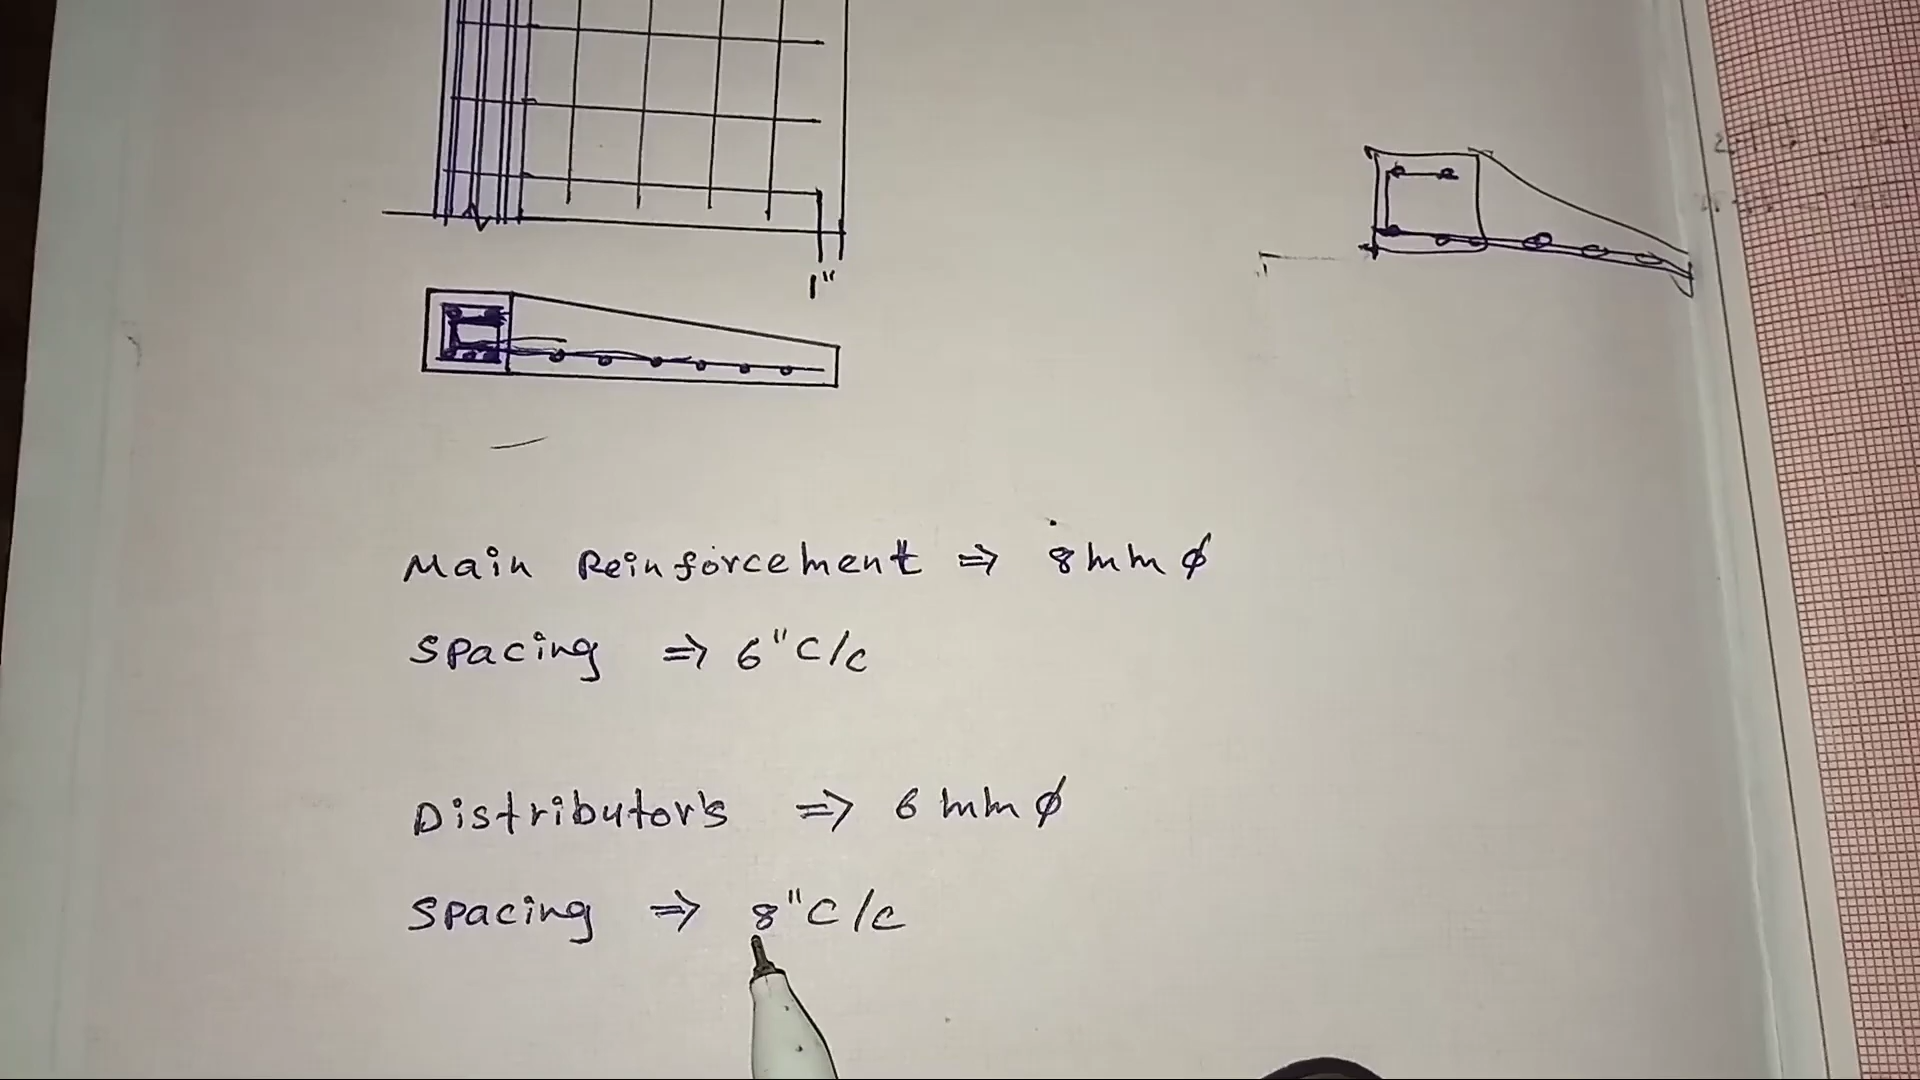 1"
Main Reinforcement ⇒ 8mm ϕ
Spacing ⇒ 6" C/c
Distributor's ⇒ 6 mm ϕ
Spacing ⇒ 8" C/c